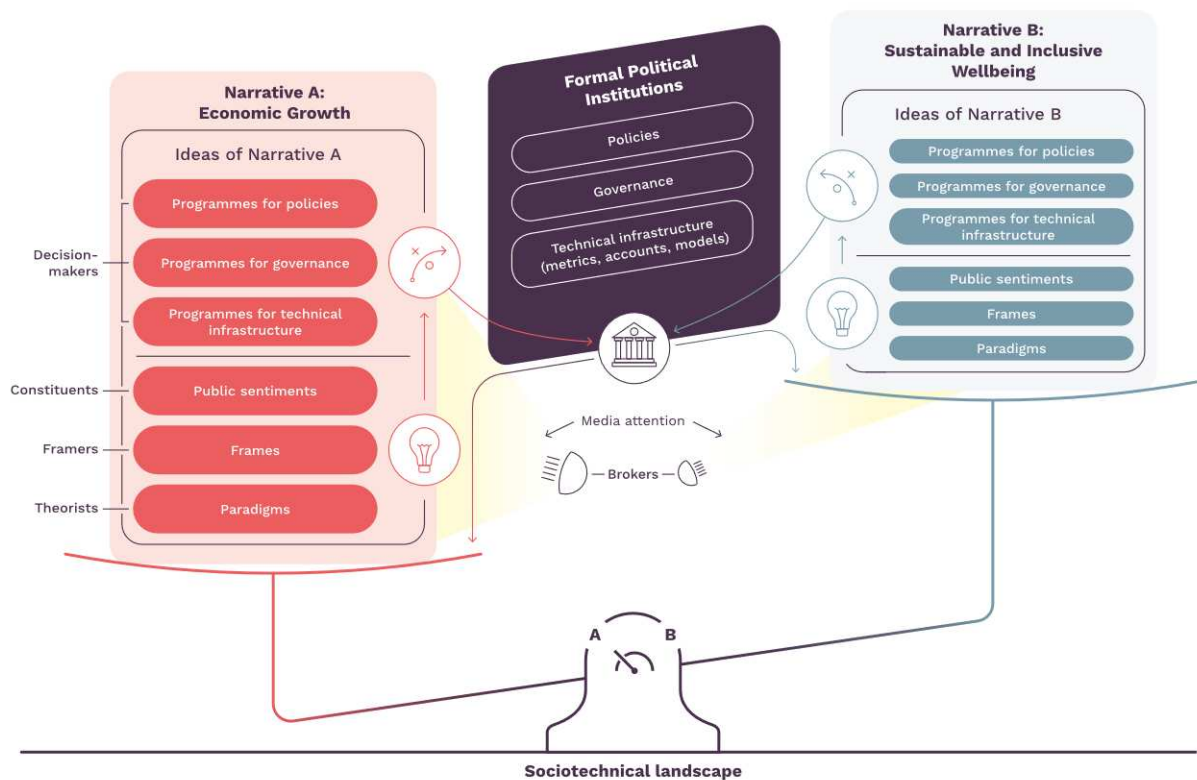 Narrative A:
Economic Growth
Ideas of Narrative A
Programmes for policies
Decision-
makers
Programmes for governance
Programmes for technical
infrastructure
Constituents
Public sentiments
Framers
Frames
Theorists
Paradigms
Formal Political
Institutions
Policies
Governance
Technical infrastructure
(metrics, accounts, models)
Media attention
Brokers
Narrative B:
Sustainable and Inclusive
Wellbeing
Ideas of Narrative B
Programmes for policies
Programmes for governance
Programmes for technical
infrastructure
Public sentiments
Frames
Paradigms
A
B
Sociotechnical landscape